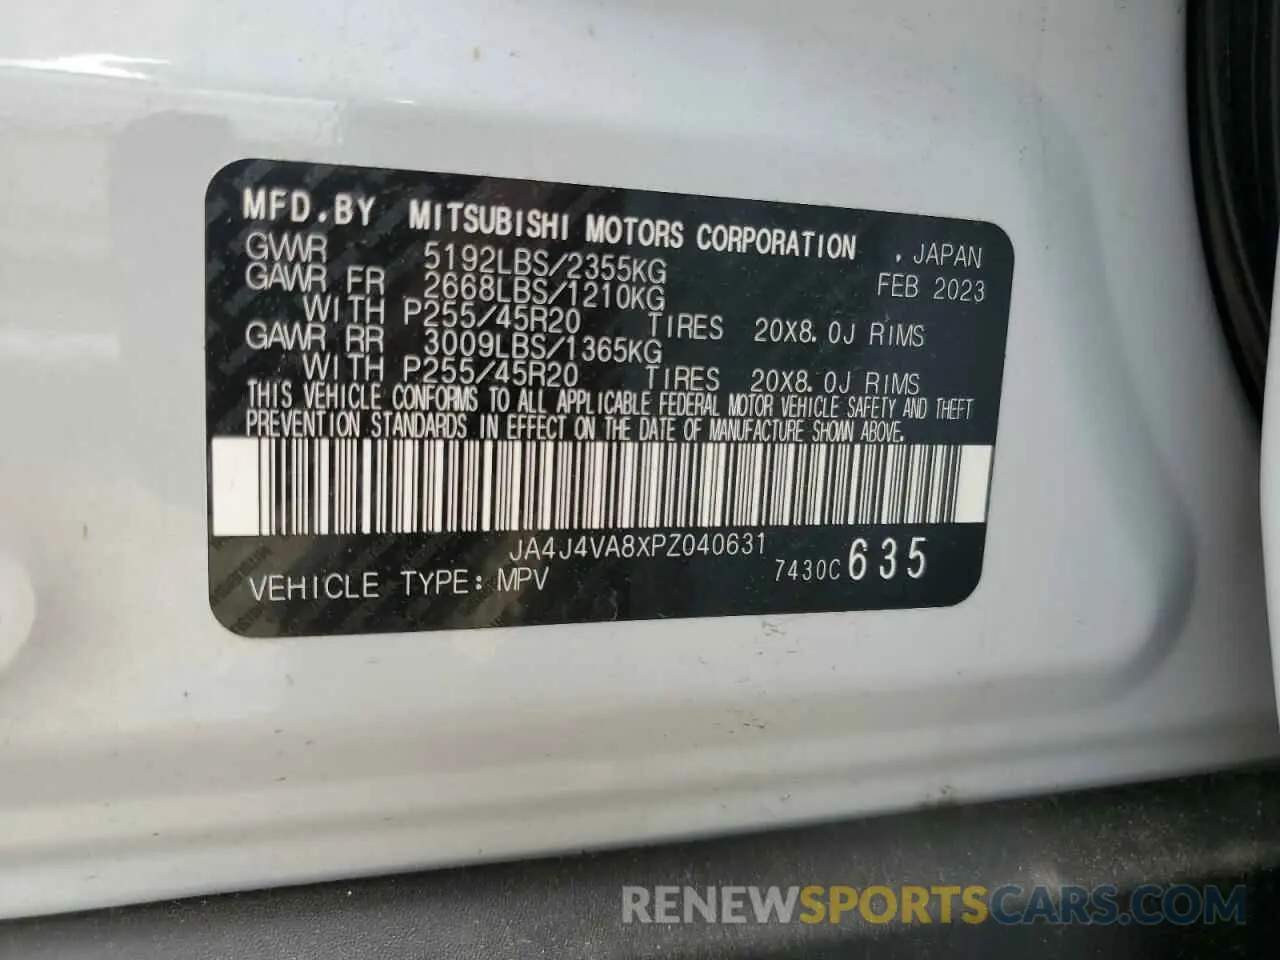 MFD.BY MITSUBISHI MOTORS CORPORATION . JAPAN
GVWR 5192LBS/2355KG FEB 2023
GAWR FR 2668LBS/1210KG
WITH P255/45R20 TIRES 20X8.0J RIMS
GAWR RR 3009LBS/1365KG
WITH P255/45R20 TIRES 20X8.0J RIMS
THIS VEHICLE CONFORMS TO ALL APPLICABLE FEDERAL MOTOR VEHICLE SAFETY AND THEFT
PREVENTION STANDARDS IN EFFECT ON THE DATE OF MANUFACTURE SHOWN ABOVE.
JA4J4VA8XPZ040631
VEHICLE TYPE: MPV 7430C 635
RENEWSPORTSCARS.COM